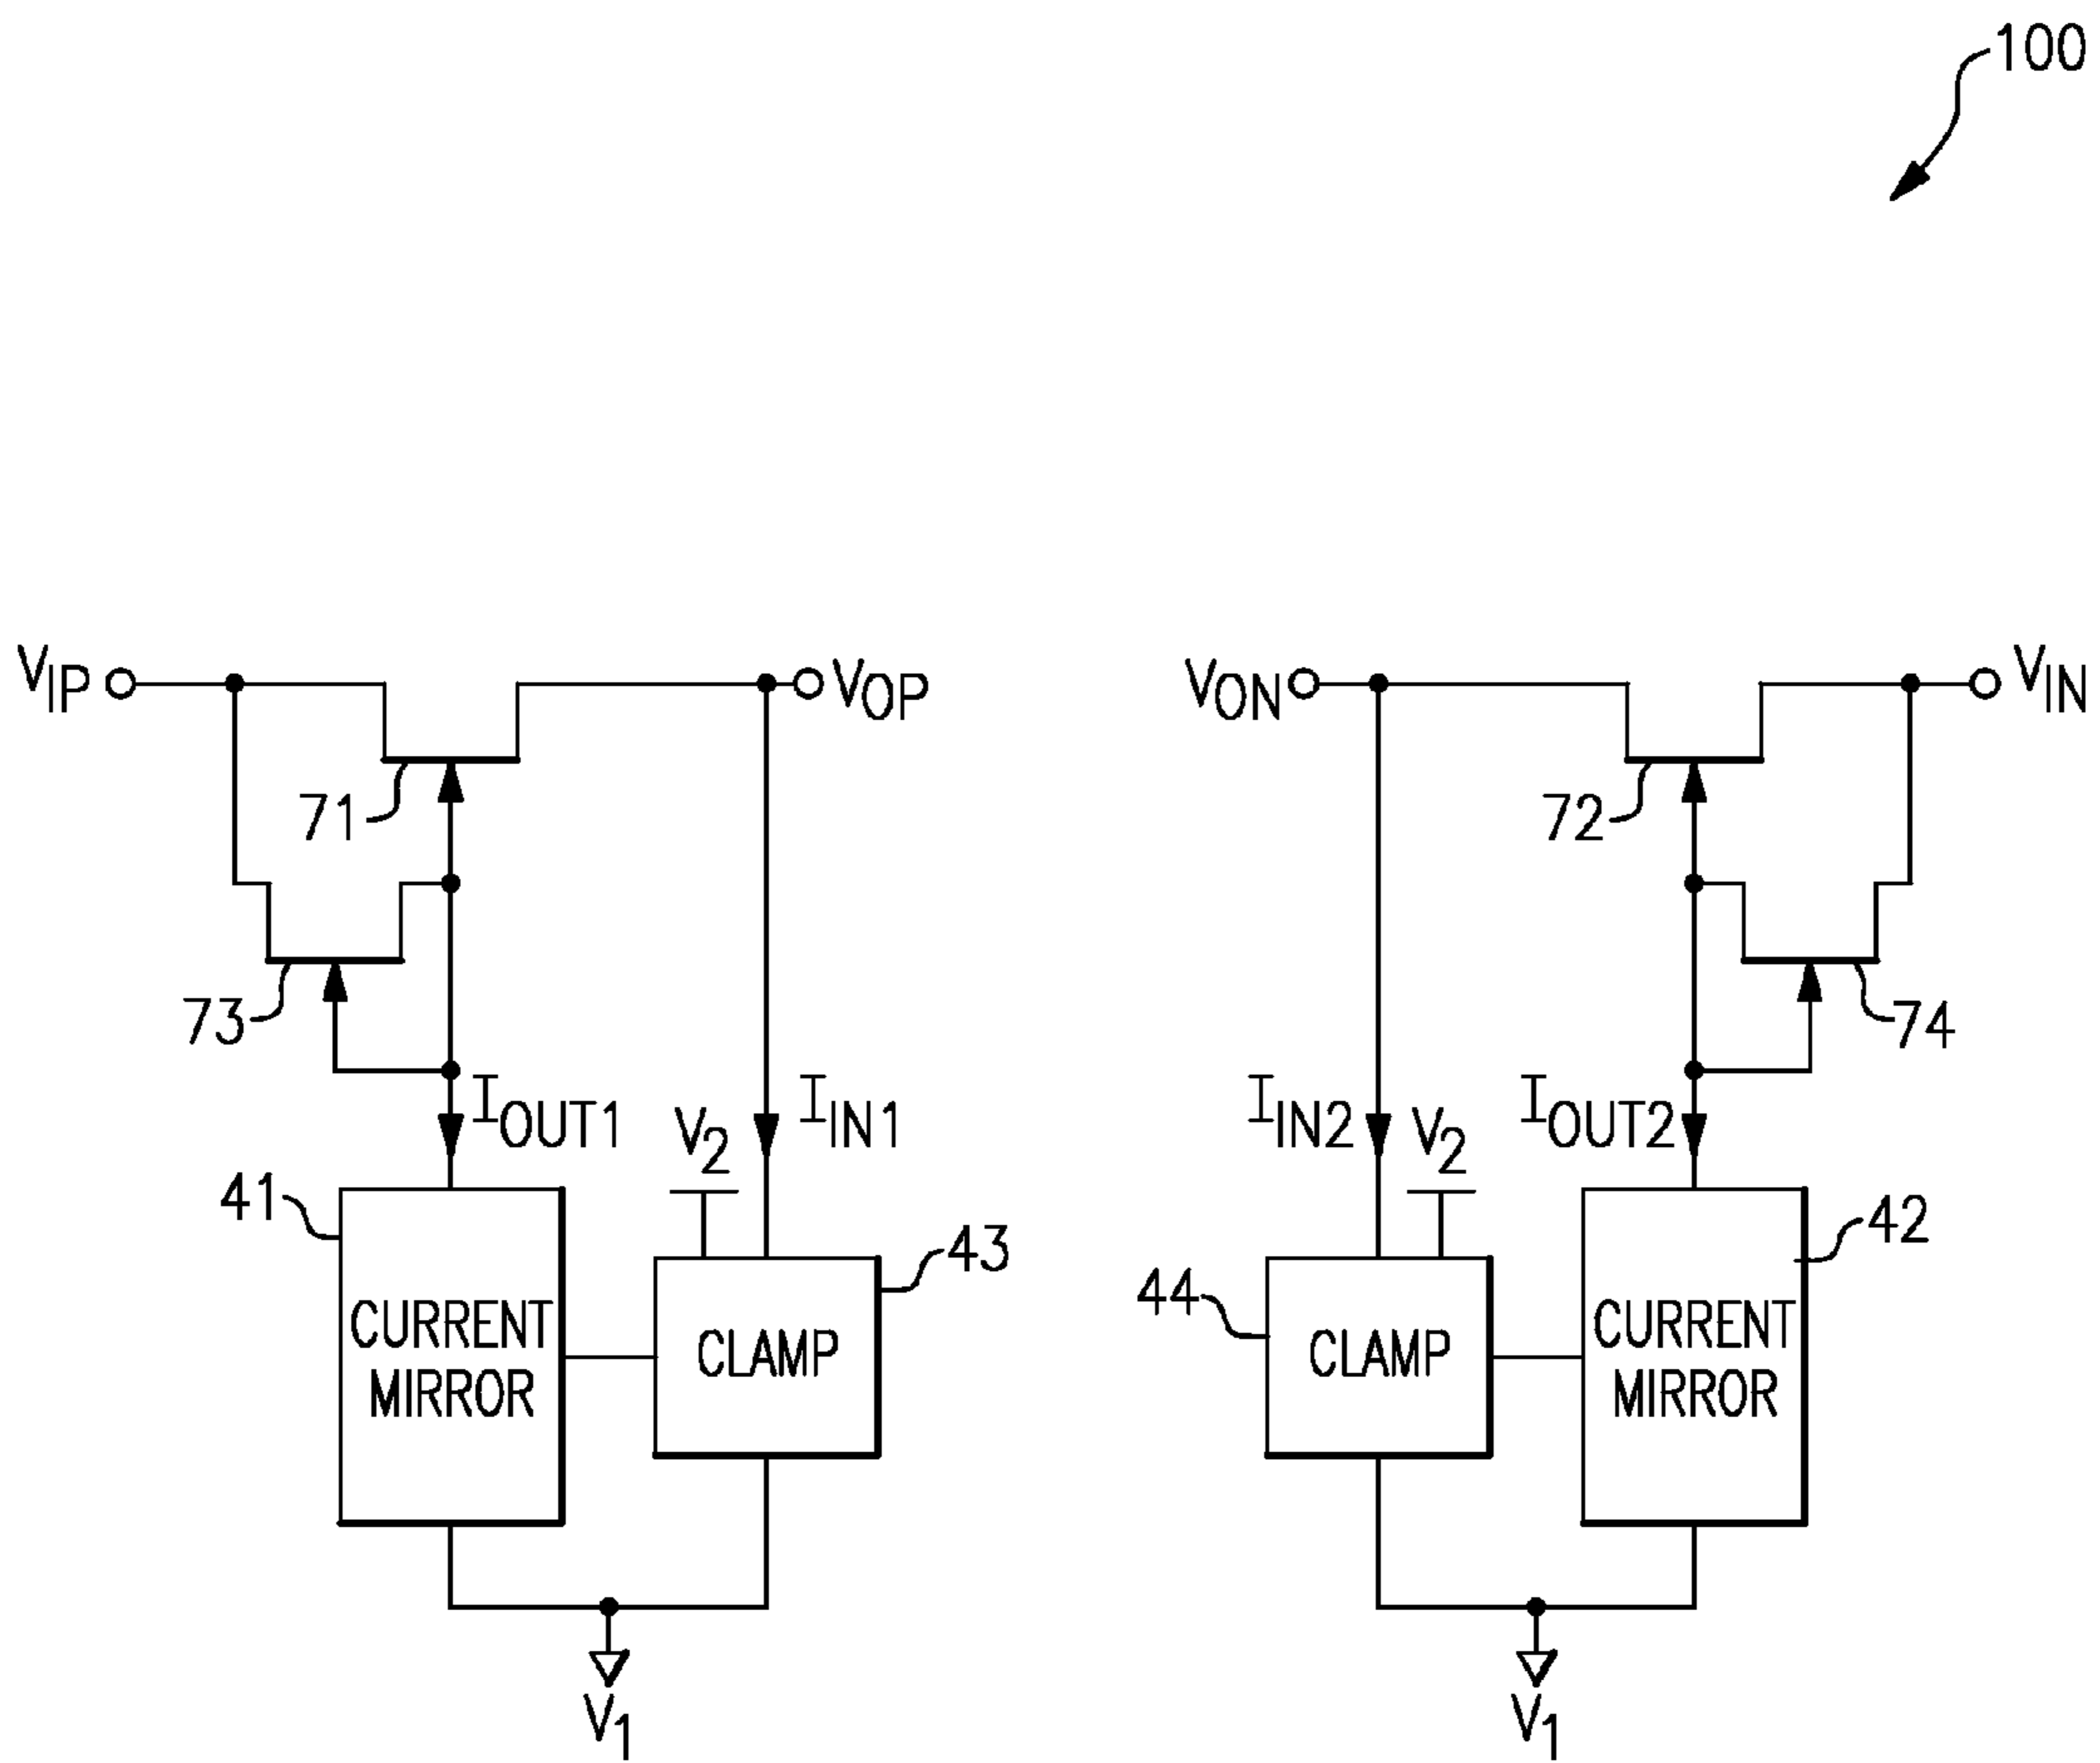 100
VIP
VOP
VON
VIN
71
72
73
74
IOUT1
V2
IIN1
IIN2
V2
IOUT2
41
43
44
42
CURRENT
MIRROR
CLAMP
CLAMP
CURRENT
MIRROR
V1
V1